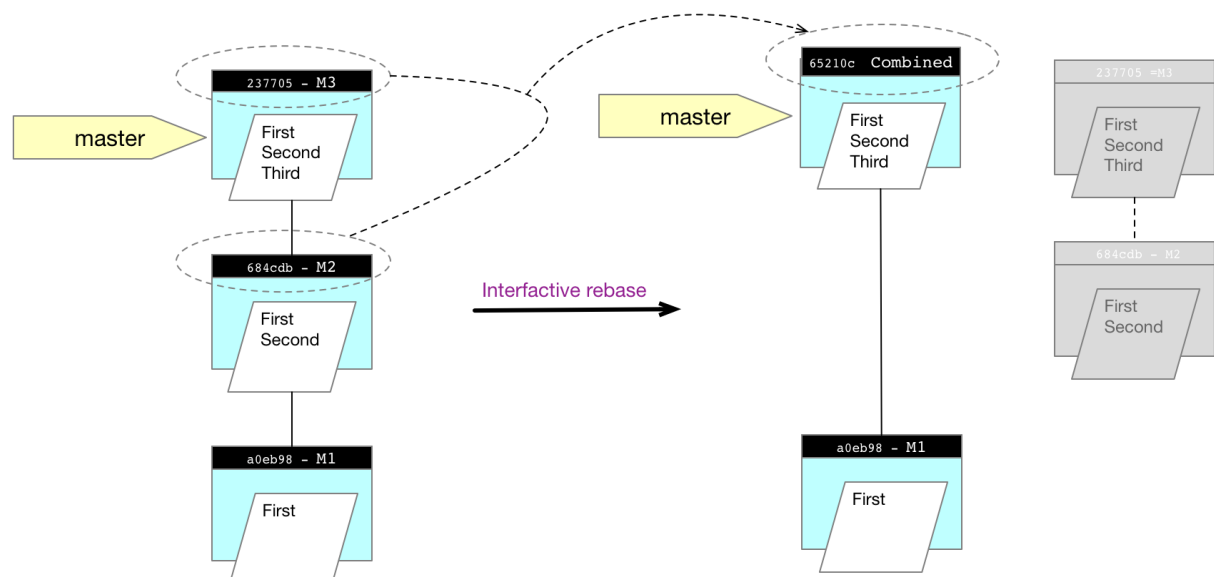 237705 - M3
master
First
Second
Third
684cdb - M2
First
Second
a0eb98 - M1
First
Interfactive rebase
65210c Combined
master
First
Second
Third
a0eb98 - M1
First
237705 =M3
First
Second
Third
684cdb - M2
First
Second